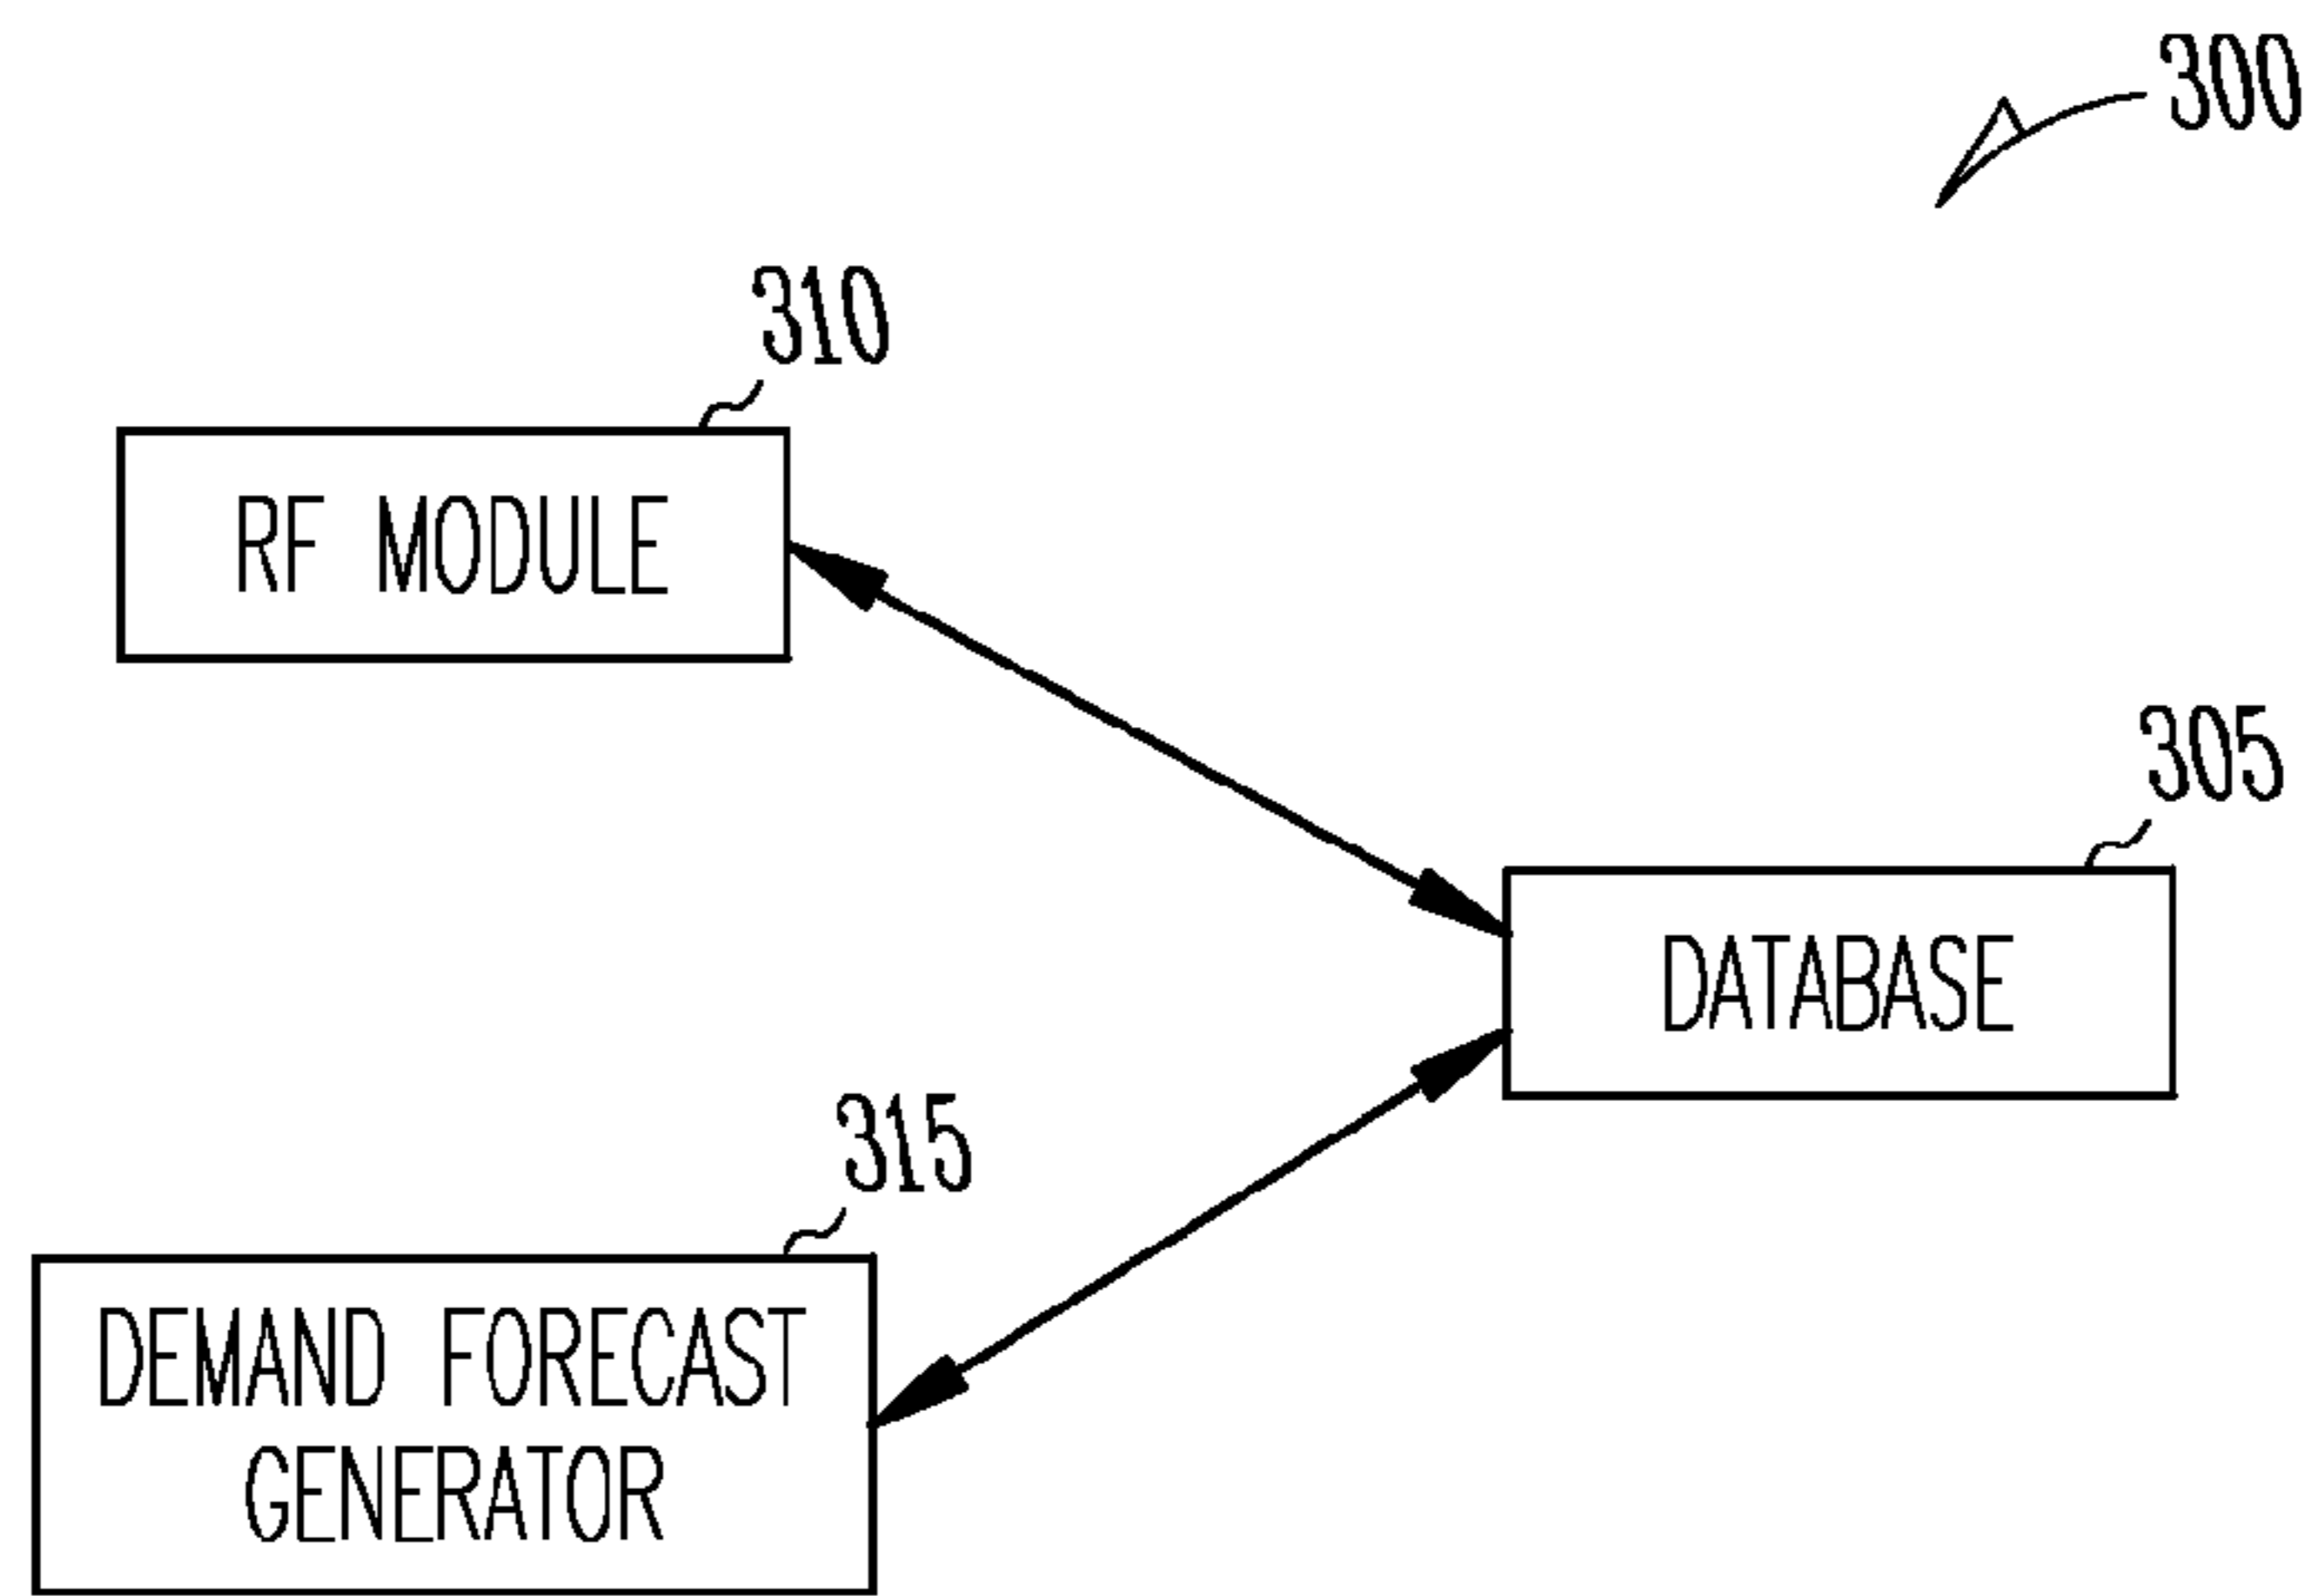 300
310
RF MODULE
305
DATABASE
315
DEMAND FORECAST
GENERATOR